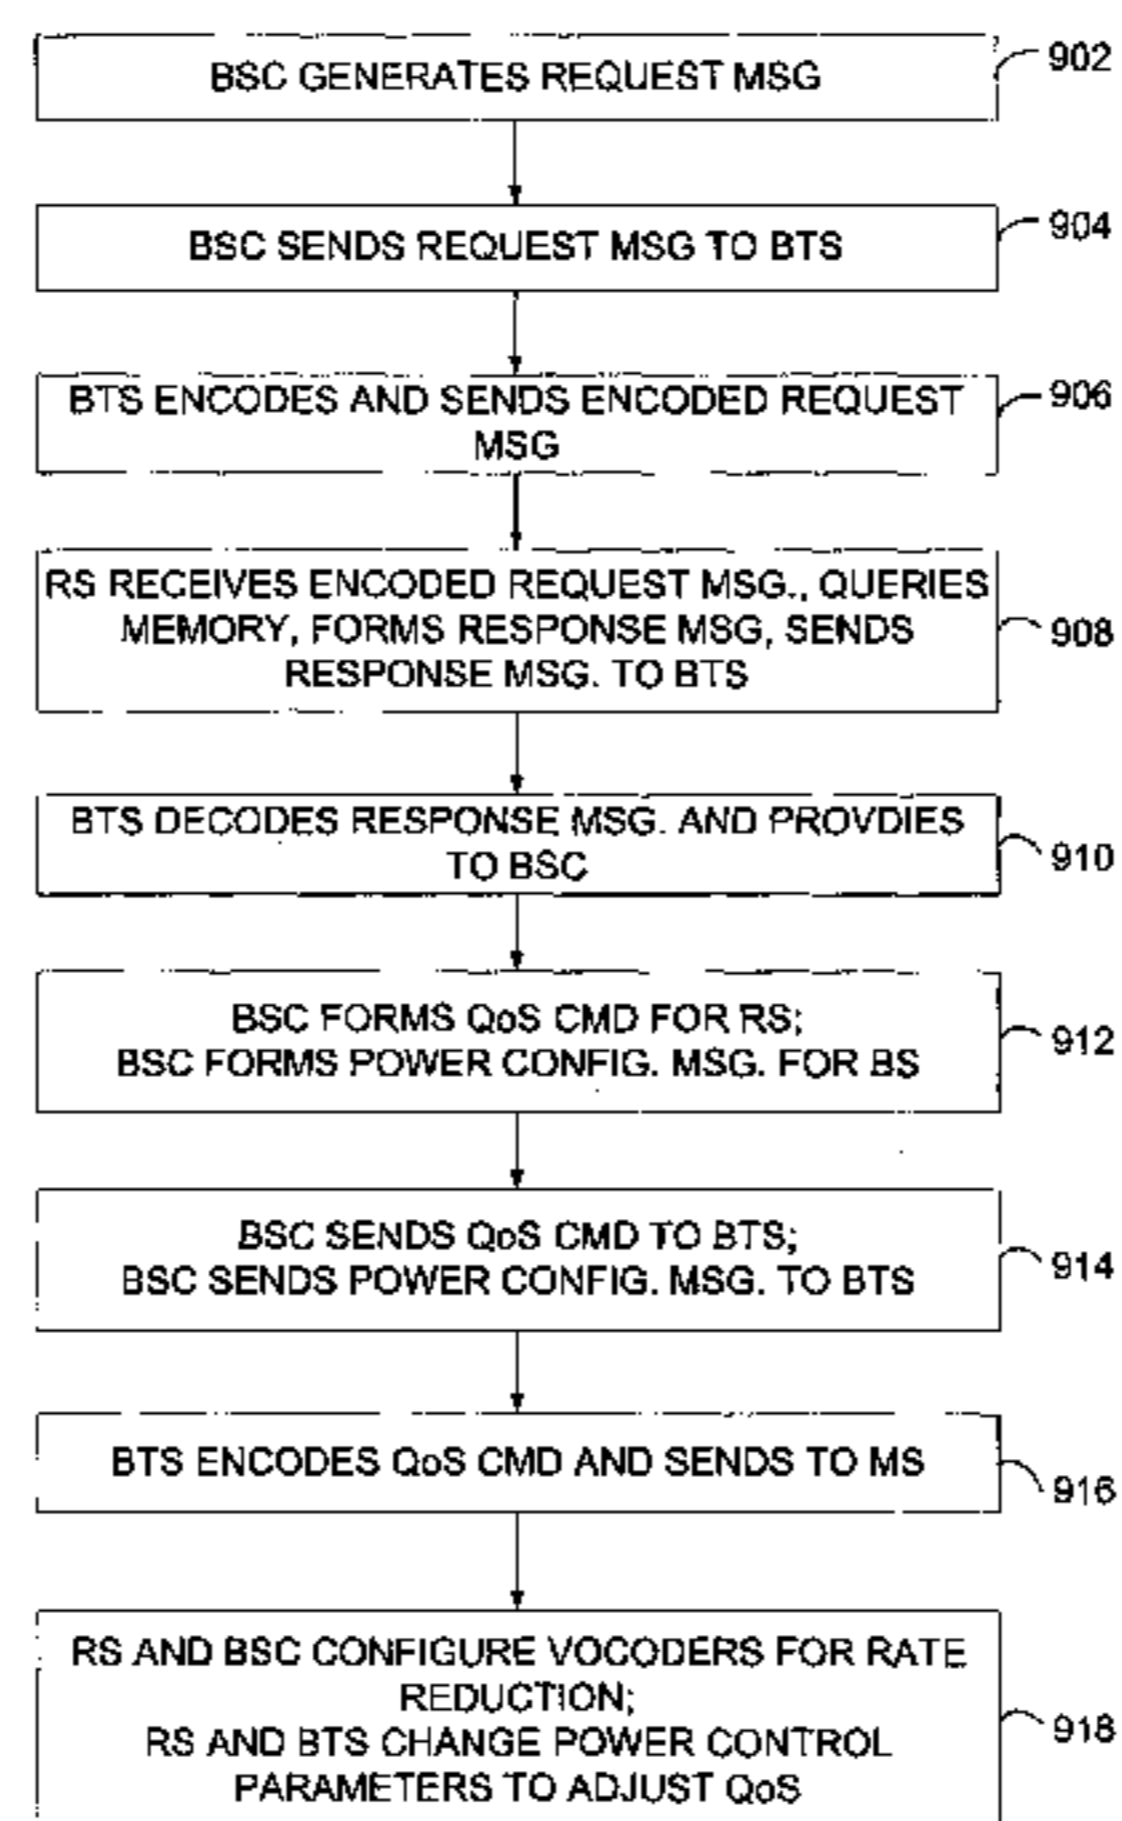 BSC GENERATES REQUEST MSG
902
BSC SENDS REQUEST MSG TO BTS
904
BTS ENCODES AND SENDS ENCODED REQUEST
MSG
906
RS RECEIVES ENCODED REQUEST MSG., QUERIES
MEMORY, FORMS RESPONSE MSG, SENDS
RESPONSE MSG. TO BTS
908
BTS DECODES RESPONSE MSG. AND PROVDIES
TO BSC
910
BSC FORMS QoS CMD FOR RS;
BSC FORMS POWER CONFIG. MSG. FOR BS
912
BSC SENDS QoS CMD TO BTS;
BSC SENDS POWER CONFIG. MSG. TO BTS
914
BTS ENCODES QoS CMD AND SENDS TO MS
916
RS AND BSC CONFIGURE VOCODERS FOR RATE
REDUCTION;
RS AND BTS CHANGE POWER CONTROL
PARAMETERS TO ADJUST QoS
918